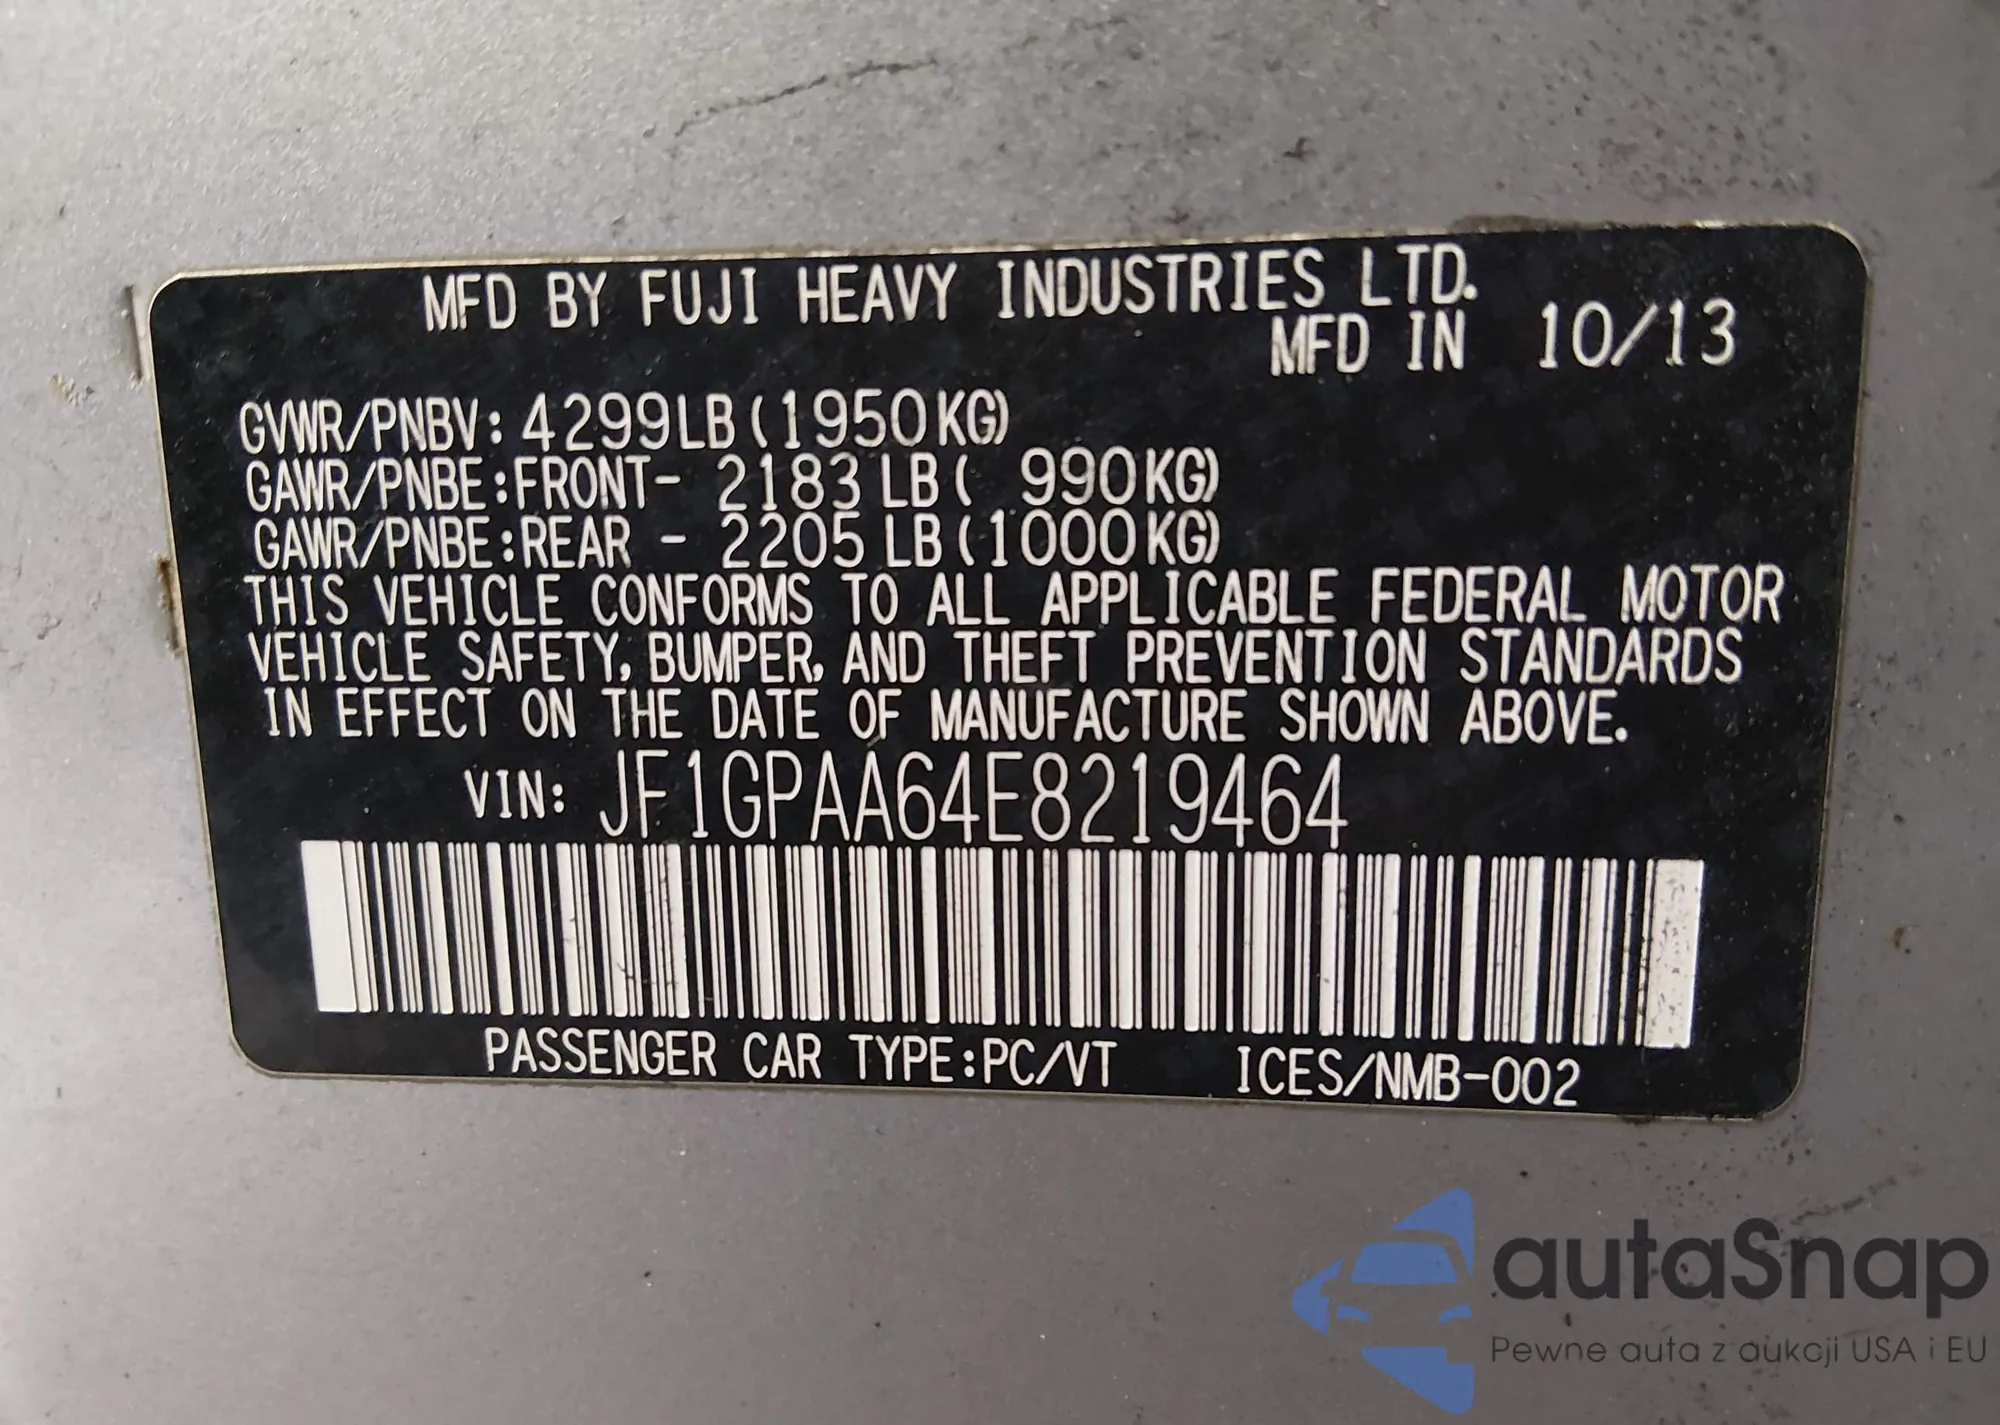 MFD BY FUJI HEAVY INDUSTRIES LTD.
MFD IN 10/13
GVWR/PNBV: 4299LB (1950KG)
GAWR/PNBE:FRONT- 2183 LB ( 990KG)
GAWR/PNBE:REAR - 2205 LB (1000KG)
THIS VEHICLE CONFORMS TO ALL APPLICABLE FEDERAL MOTOR
VEHICLE SAFETY, BUMPER, AND THEFT PREVENTION STANDARDS
IN EFFECT ON THE DATE OF MANUFACTURE SHOWN ABOVE.
VIN: JF1GPAA64E8219464
PASSENGER CAR TYPE:PC/VT ICES/NMB-002
autaSnap
Pewne auta z aukcji USA i EU